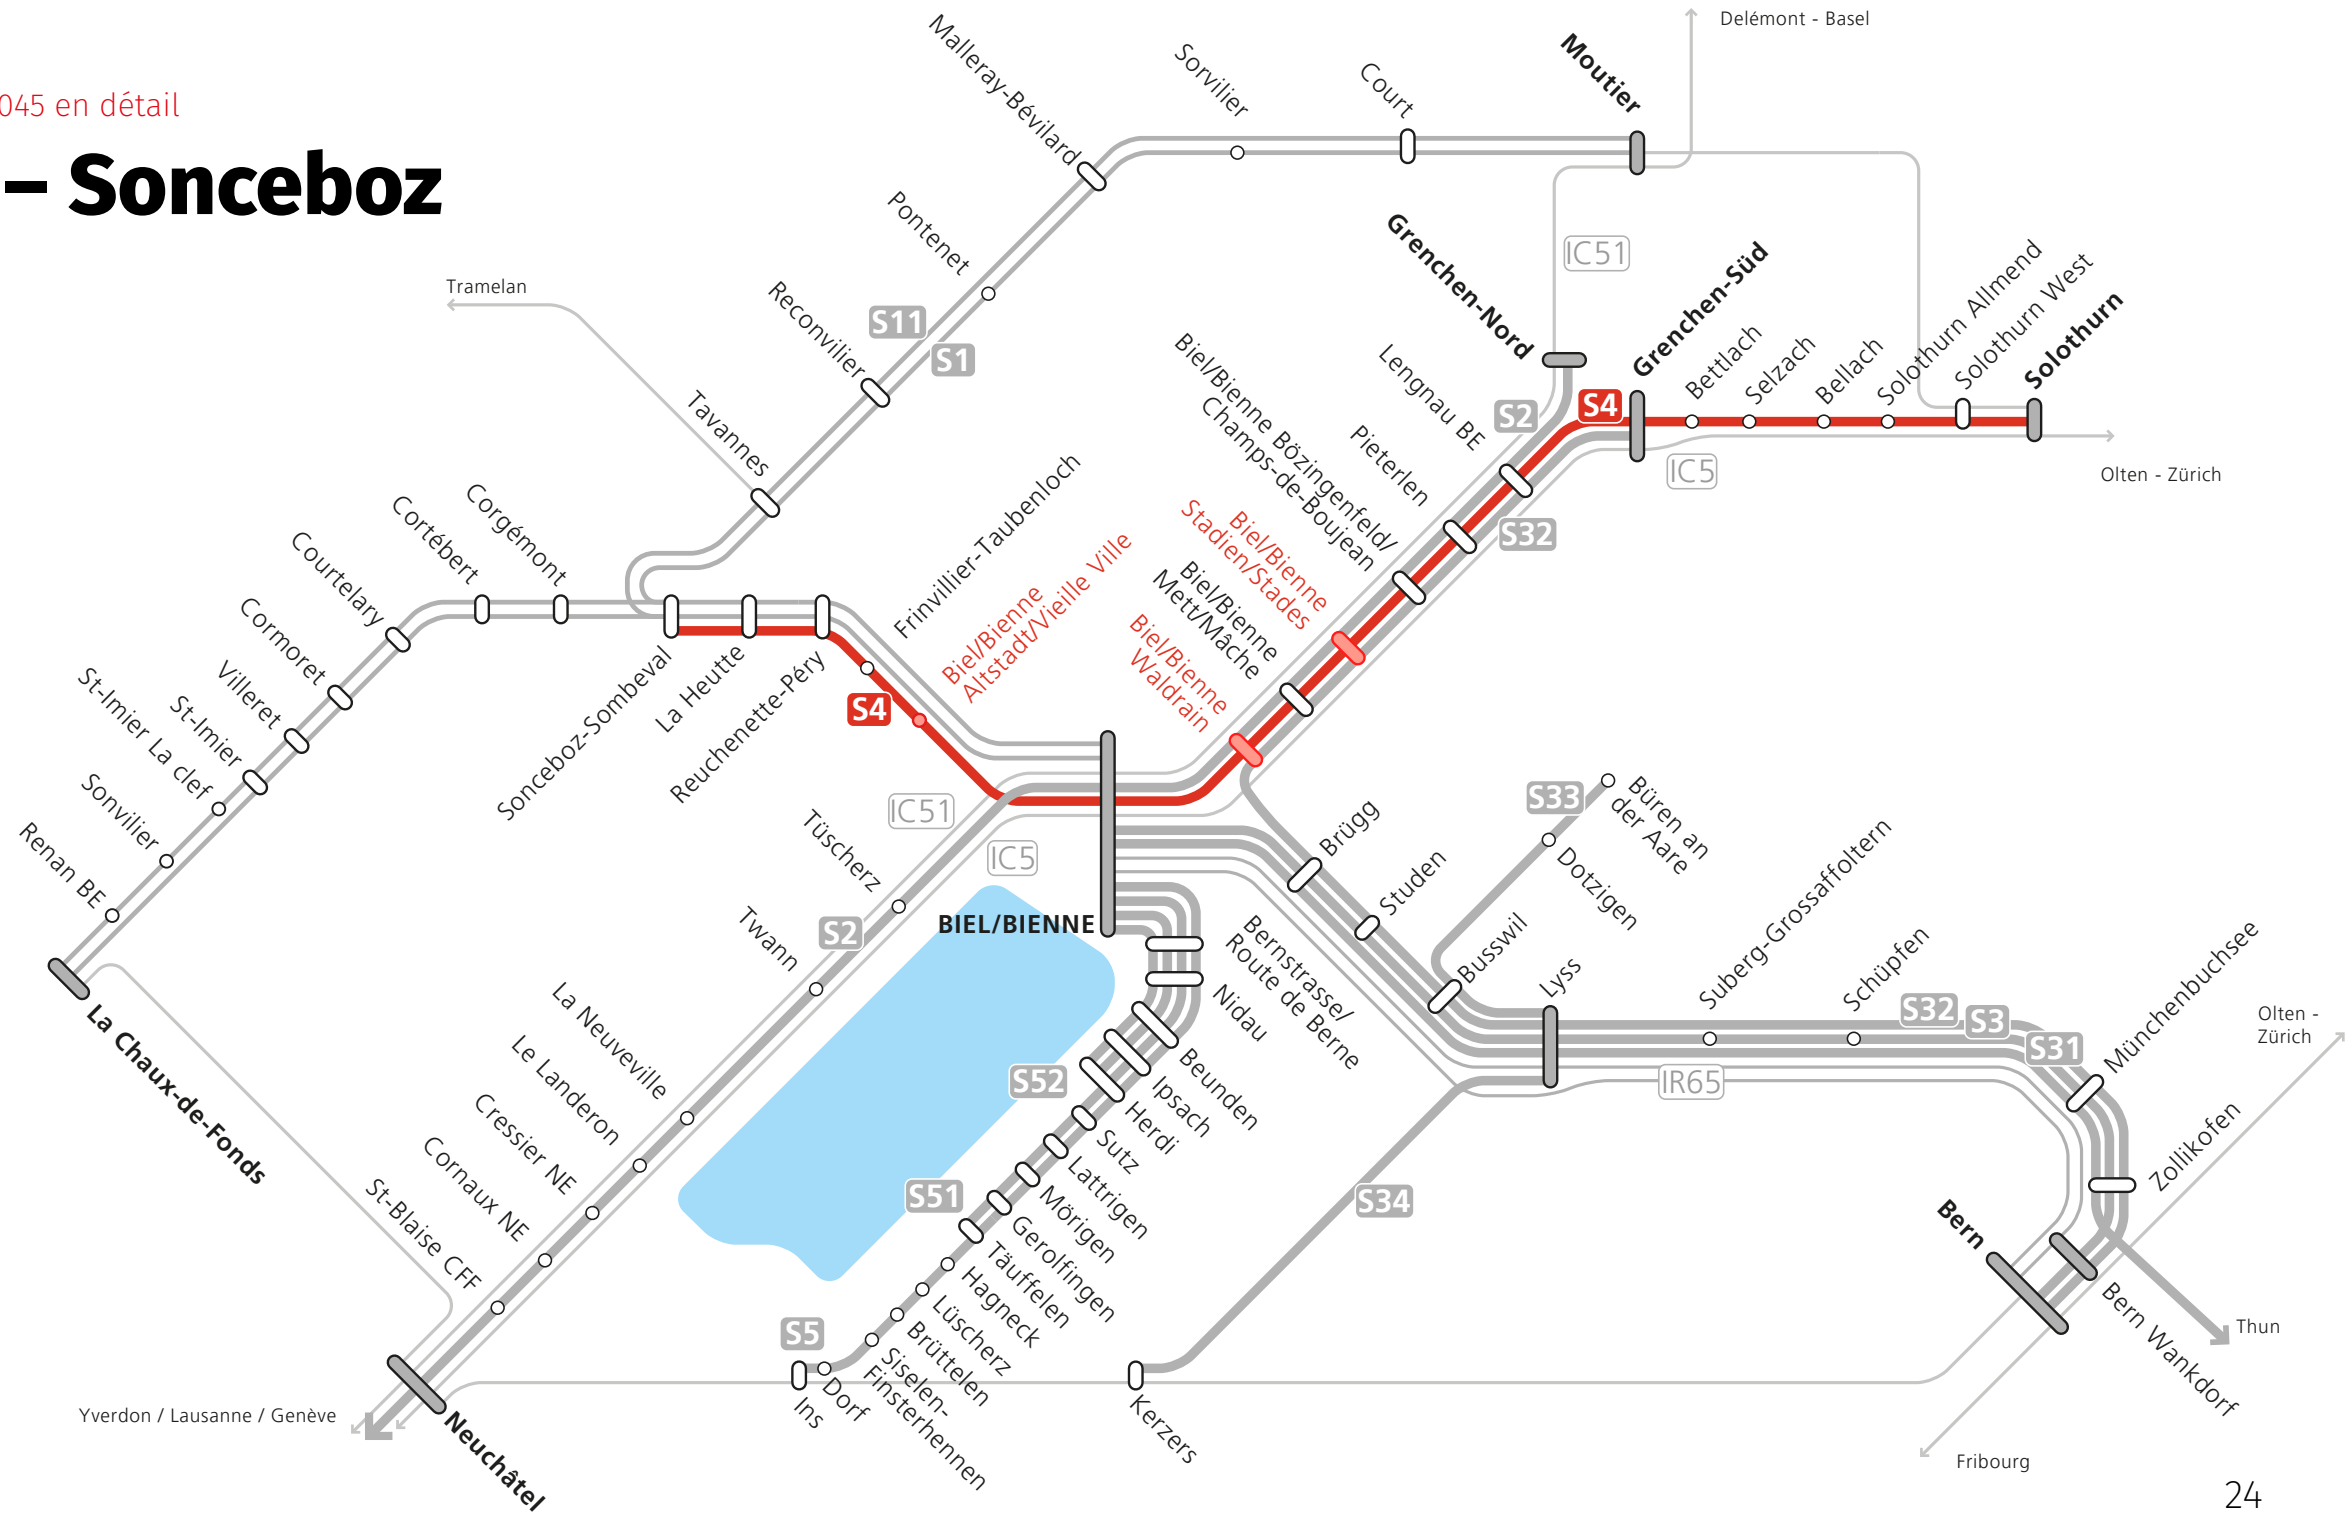 045 en détail
– Sonceboz
Delémont - Basel
Malleray-Bévilard
Sorvilier
Court
Moutier
Pontenet
Reconvilier
Tavannes
Tramelan
S11
S1
IC51
Grenchen-Nord
Grenchen-Süd
Bettlach
Selzach
Bellach
Solothurn Allmend
Solothurn West
Solothurn
Olten - Zürich
IC5
S2
S4
S32
Lengnau BE
Pieterlen
Biel/Bienne Bözingenfeld/
Champs-de-Boujean
Biel/Bienne
Stadien/Stades
Biel/Bienne
Mett/Mâche
Biel/Bienne
Waldrain
Frinvillier-Taubenloch
Biel/Bienne
Altstadt/Vieille Ville
Corgémont
Cortébert
Courtelary
Cormoret
Villeret
St-Imier
St-Imier La clef
Sonvilier
Renan BE
La Chaux-de-Fonds
Sonceboz-Sombeval
La Heutte
Reuchenette-Péry
S4
IC51
IC5
BIEL/BIENNE
S2
Tüscherz
Twann
La Neuveville
Le Landeron
Cressier NE
Cornaux NE
St-Blaise CFF
Neuchâtel
Yverdon / Lausanne / Genève
Bernstrasse/
Route de Berne
Nidau
Beunden
Ipsach
Herdi
Sutz
Lattrigen
Mörigen
Gerolfingen
Täuffelen
Hagneck
Lüscherz
Brüttelen
Siselen-
Finsterhennen
Dorf
Ins
S52
S51
S5
Brügg
Studen
Busswil
Lyss
S33
Büren an
der Aare
Dotzigen
Suberg-Grossaffoltern
Schüpfen
S32
S3
S31
IR65
Münchenbuchsee
Zollikofen
Olten -
Zürich
S34
Kerzers
Bern
Bern Wankdorf
Thun
Fribourg
24